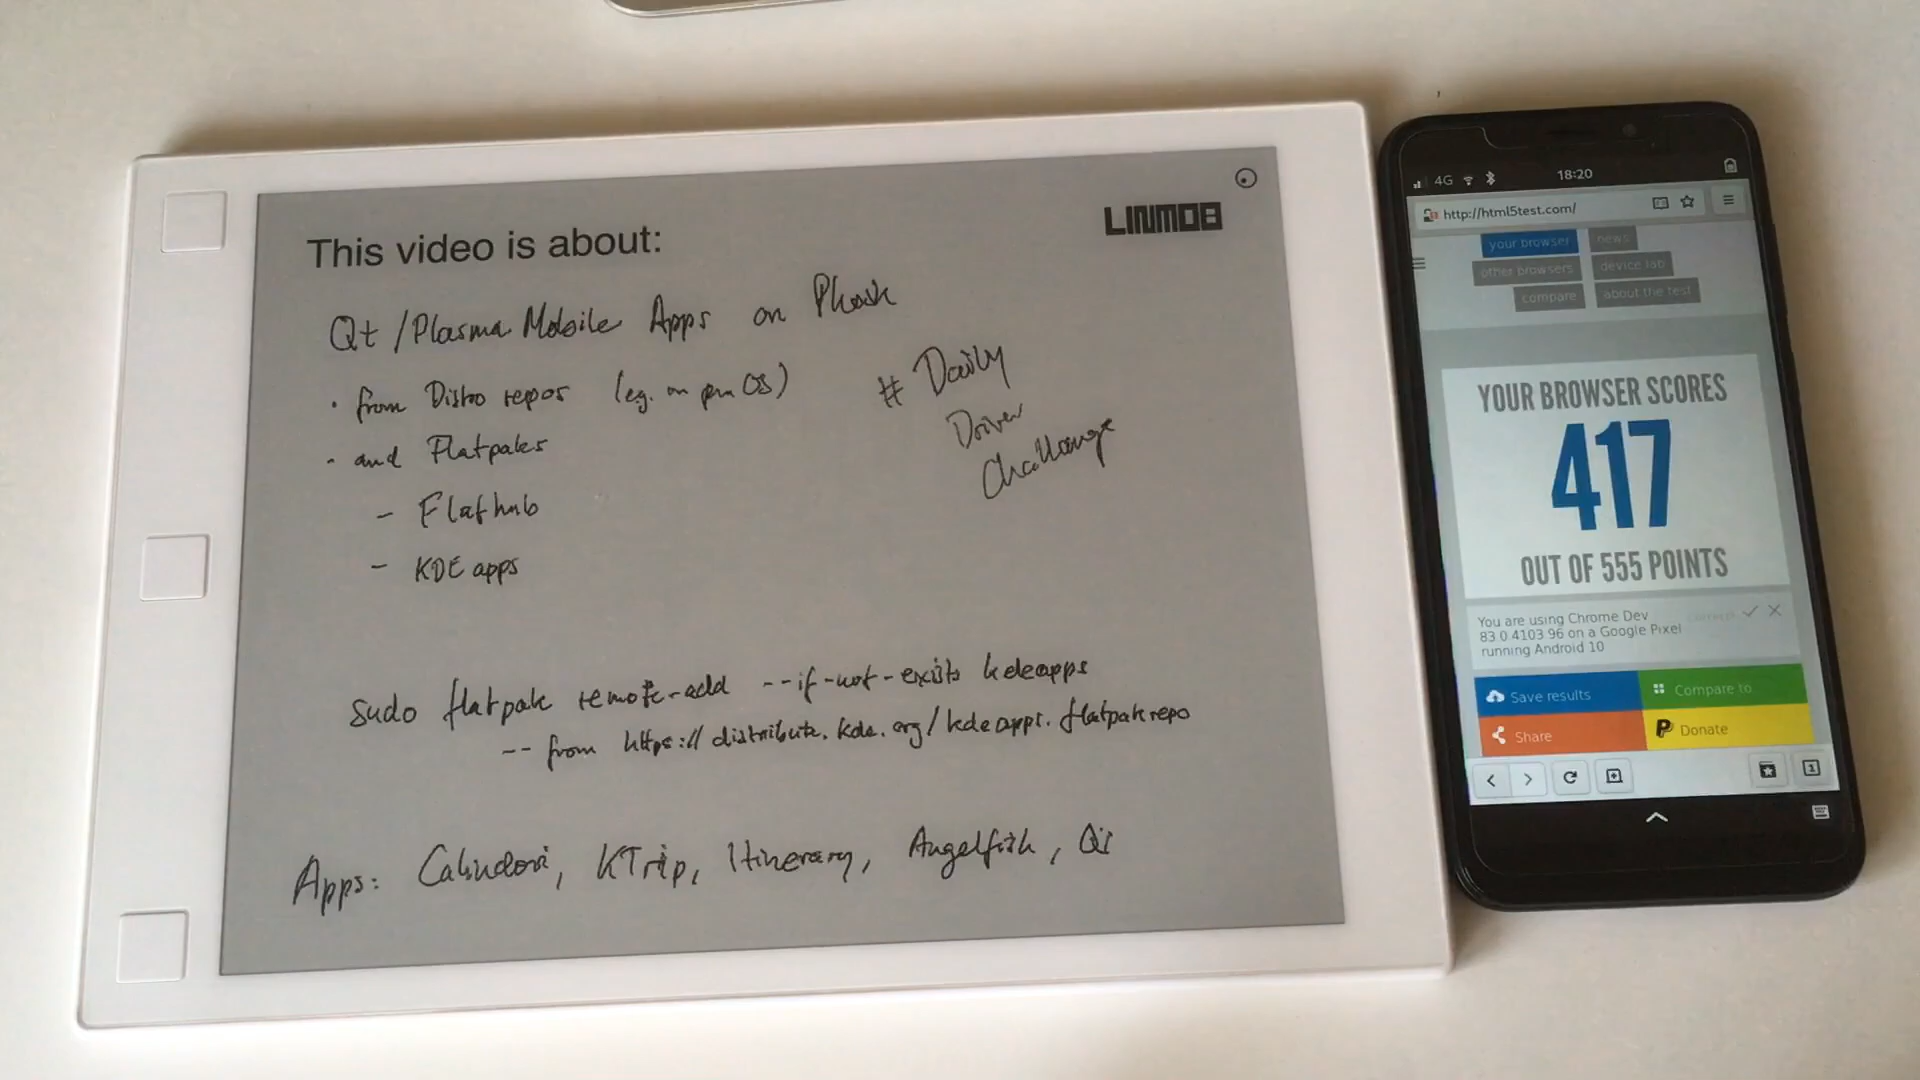 This video is about:
LINMOB
Qt / Plasma Mobile Apps on Phosh
• from Distro repos (eg. on pmOS)
- and Flatpaks
- Flathub
- KDE apps
# Daily
Driver
Challange
sudo flatpak remote-add --if-not-exists kdeapps
-- from https://distribute.kde.org/kdeapps.flatpakrepo
Apps: Calindori, KTrip, Itinerary, Angelfish,
4G 18:20
http://html5test.com/
your browser news
other browsers device lab
compare about the test
YOUR BROWSER SCORES
417
OUT OF 555 POINTS
You are using Chrome Dev
83.0.4103.96 on a Google Pixel
running Android 10
Save results Compare to
Share Donate
1